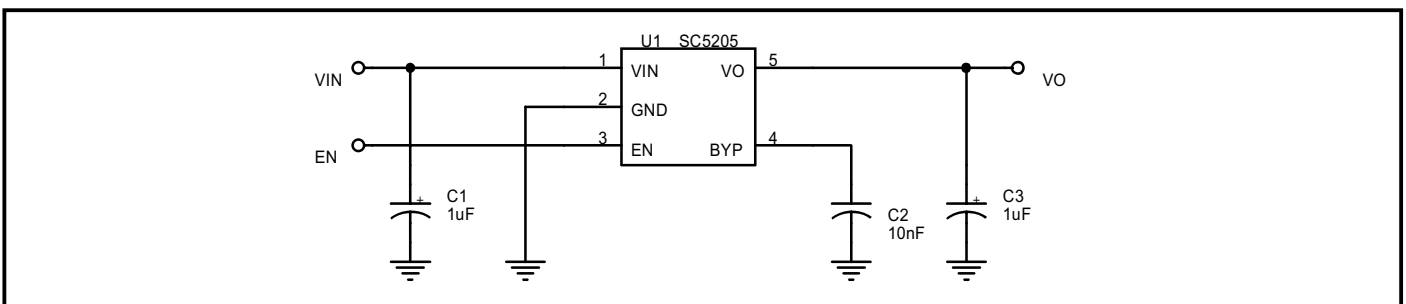 U1 SC5205
VIN
1
VIN
VO
5
VO
2
GND
EN
3
EN
BYP
4
+
C1
1uF
C2
10nF
+
C3
1uF